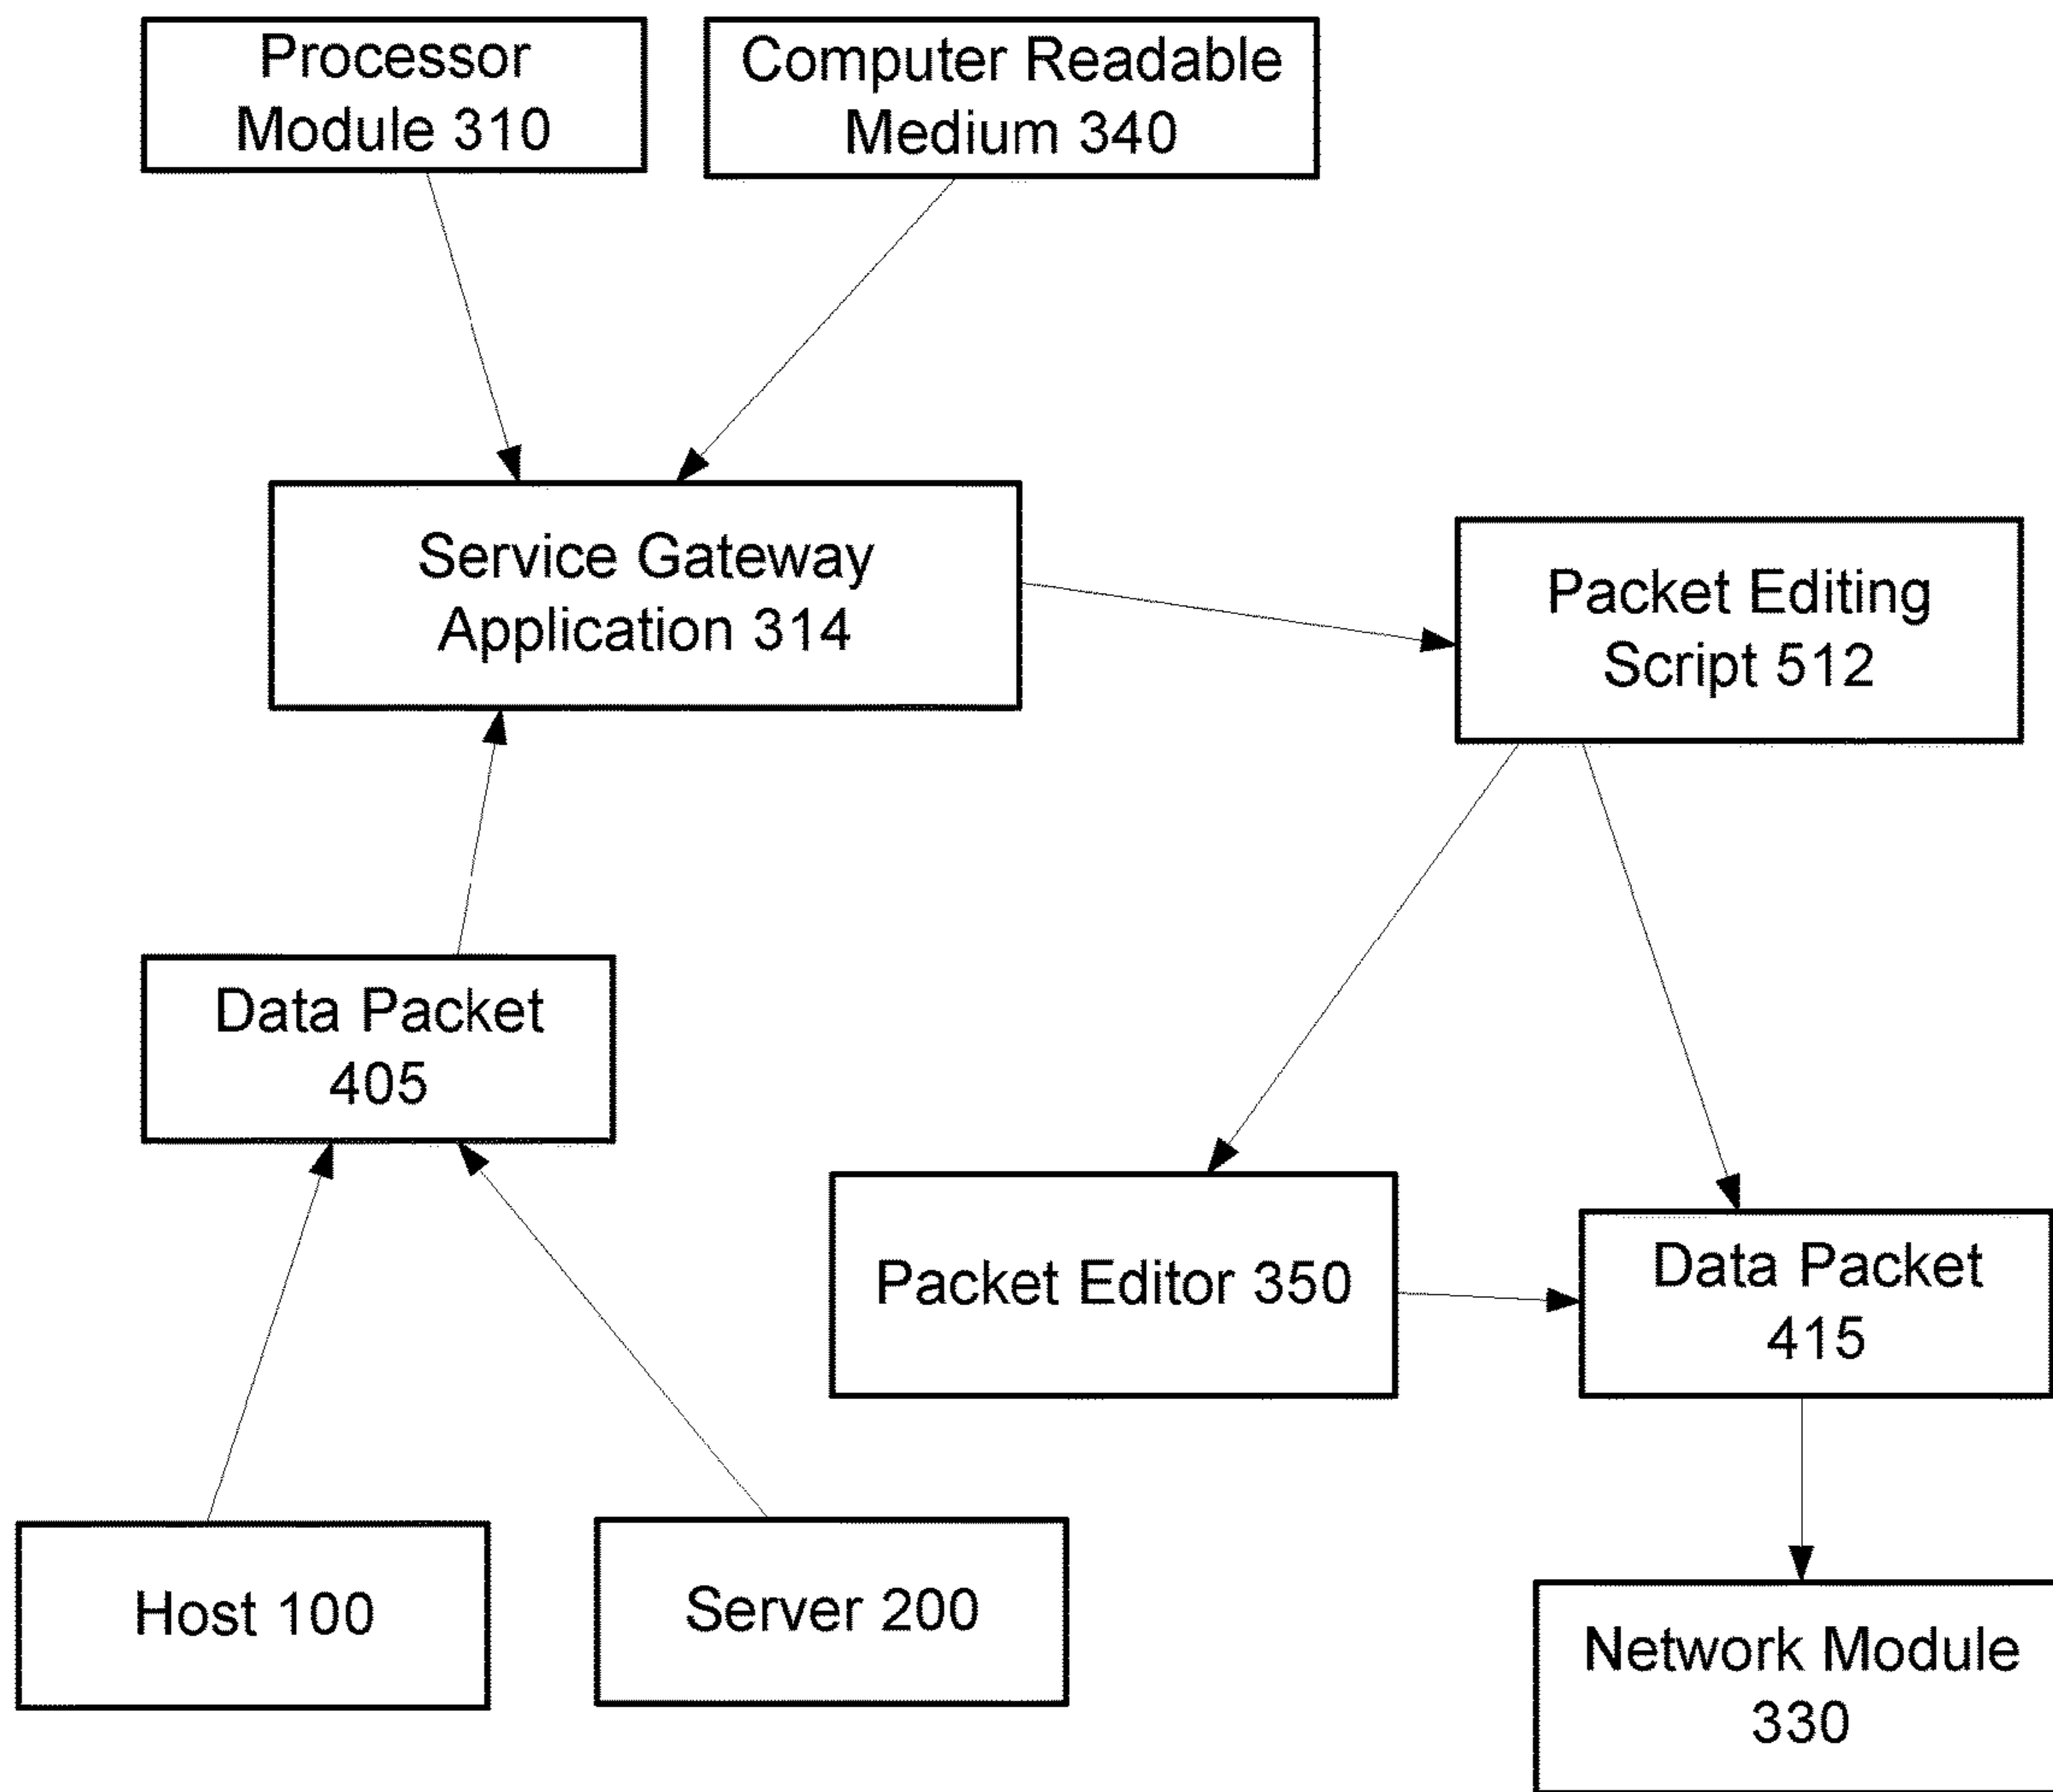 Processor
Module 310
Computer Readable
Medium 340
Service Gateway
Application 314
Packet Editing
Script 512
Data Packet
405
Packet Editor 350
Data Packet
415
Host 100
Server 200
Network Module
330